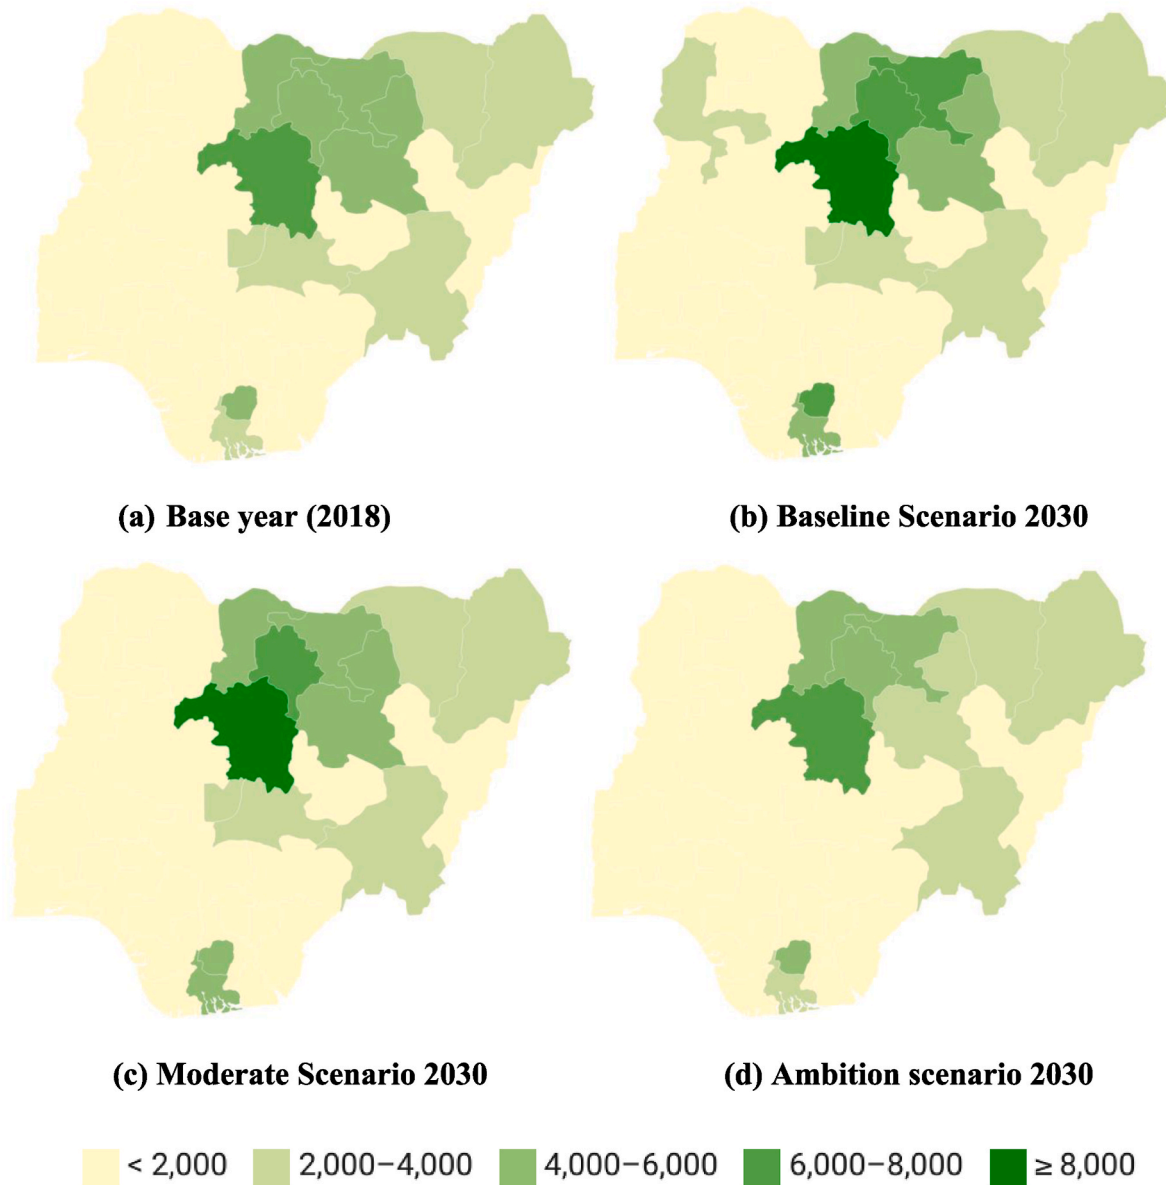 (a) Base year (2018)
(b) Baseline Scenario 2030
(c) Moderate Scenario 2030
(d) Ambition scenario 2030
< 2,000
2,000–4,000
4,000–6,000
6,000–8,000
≥ 8,000